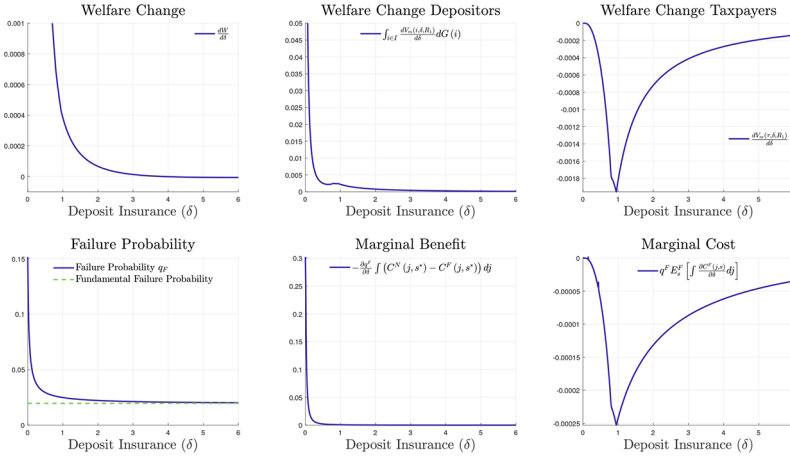 Welfare Change
0.001
0.0008
0.0006
0.0004
0.0002
0
0 1 2 3 4 5 6
dW/dδ
Deposit Insurance (δ)
Welfare Change Depositors
0.05
0.045
0.04
0.035
0.03
0.025
0.02
0.015
0.01
0.005
0
0 1 2 3 4 5 6
∫_{i∈I} dV_m(i,δ,R_1)/dδ dG(i)
Deposit Insurance (δ)
Welfare Change Taxpayers
0
-0.0002
-0.0004
-0.0006
-0.0008
-0.001
-0.0012
-0.0014
-0.0016
-0.0018
0 1 2 3 4 5
dV_m(τ,δ,R_1)/dδ
Deposit Insurance (δ)
Failure Probability
0.15
0.1
0.05
0
0 1 2 3 4 5 6
Failure Probability q_F
Fundamental Failure Probability
Deposit Insurance (δ)
Marginal Benefit
0.3
0.25
0.2
0.15
0.1
0.05
0
0 1 2 3 4 5 6
−∂q^F/∂δ ∫ (C^N (j, s*) − C^F (j, s*)) dj
Deposit Insurance (δ)
Marginal Cost
0
-0.00005
-0.0001
-0.00015
-0.0002
-0.00025
0 1 2 3 4 5
q^F E_s^F [∫ ∂C^F(j,s)/∂δ dj]
Deposit Insurance (δ)